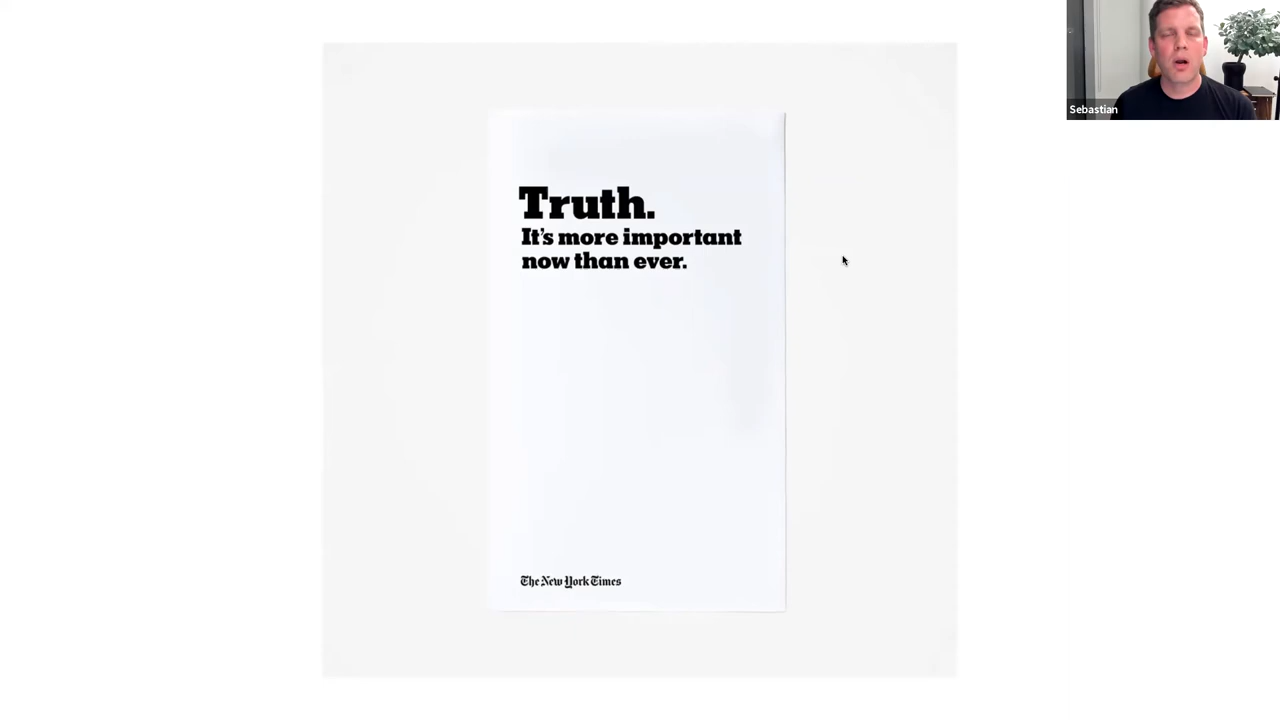 Truth.
It's more important
now than ever.
The New York Times
Sebastian